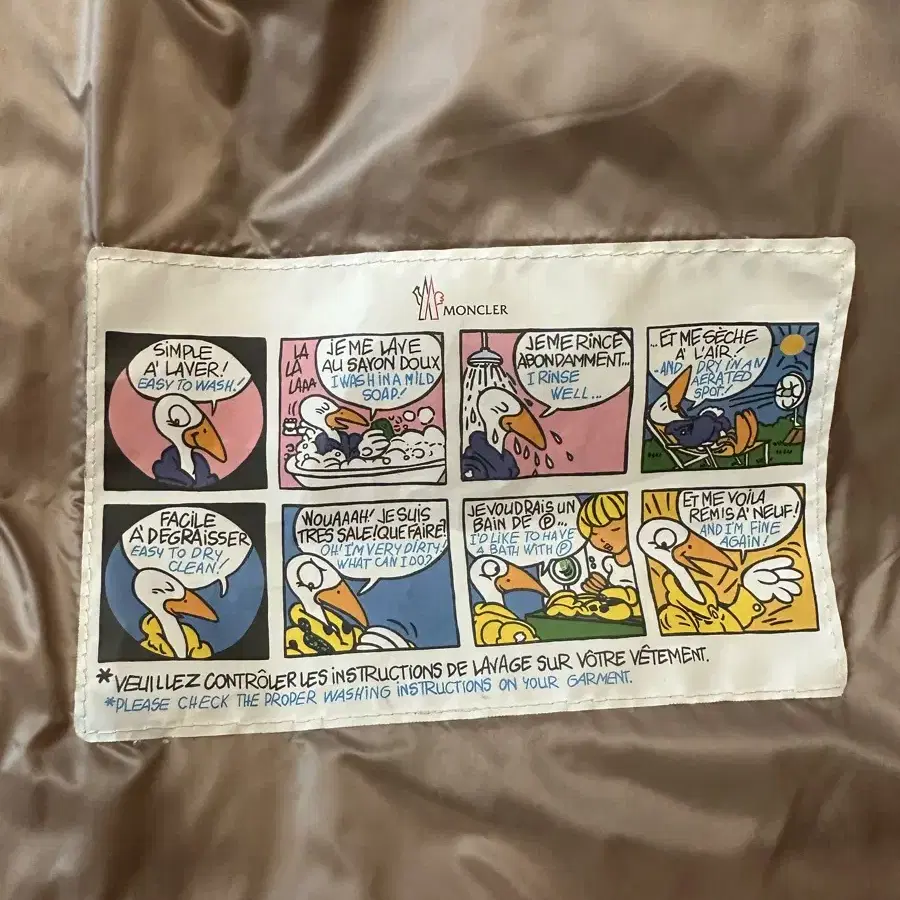 MONCLER
SIMPLE
A' LAVER!
EASY TO WASH!
LA
LÀ
LAAA
JE ME LAVE
AU SAVON DOUX
I WASH IN A MILD
SOAP!
JE ME RINCE
ABONDAMMENT...
I RINSE
WELL...
...ET ME SÈCHE
A' L'AIR!
-AND DRY IN AN
AERATED
SPOT!
FACILE
A' DEGRAISSER
EASY TO DRY
CLEAN!
WOUAAAH! JE SUIS
TRES SALE! QUE FAIRE?
OH! I'M VERY DIRTY!
WHAT CAN I DO?
JE VOUDRAIS UN
BAIN DE Ⓟ...
I'D LIKE TO HAVE
A BATH WITH Ⓟ
ET ME VOILA
REMIS A' NEUF!
AND I'M FINE
AGAIN!
*VEUILLEZ CONTRÔLER LES INSTRUCTIONS DE LAVAGE SUR VÔTRE VÊTEMENT.
*PLEASE CHECK THE PROPER WASHING INSTRUCTIONS ON YOUR GARMENT.